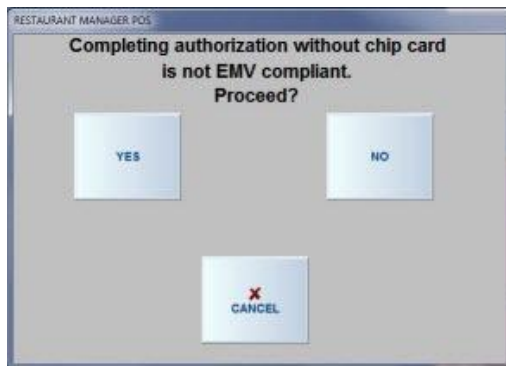 RESTAURANT MANAGER POS
Completing authorization without chip card
is not EMV compliant.
Proceed?
YES
NO
X
CANCEL